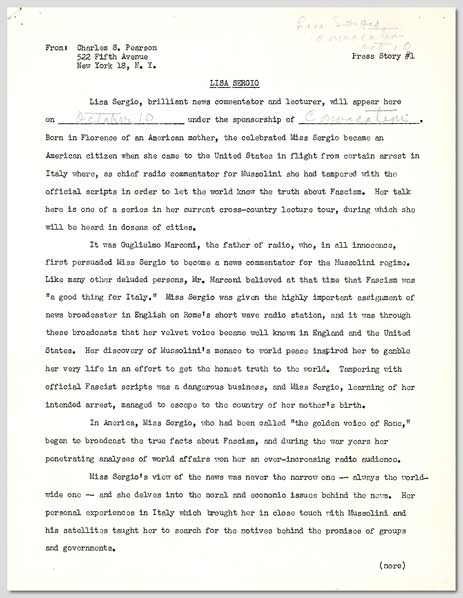 Lisa Sergio
Convocation
Oct 10
From: Charles S. Pearson
522 Fifth Avenue
New York 18, N. Y.
Press Story #1
LISA SERGIO
Lisa Sergio, brilliant news commentator and lecturer, will appear here
on October 10 under the sponsorship of Convocation.
Born in Florence of an American mother, the celebrated Miss Sergio became an
American citizen when she came to the United States in flight from certain arrest in
Italy where, as chief radio commentator for Mussolini she had tampered with the
official scripts in order to let the world know the truth about Fascism. Her talk
here is one of a series in her current cross-country lecture tour, during which she
will be heard in dozens of cities.
It was Guglielmo Marconi, the father of radio, who, in all innocence,
first persuaded Miss Sergio to become a news commentator for the Mussolini regime.
Like many other deluded persons, Mr. Marconi believed at that time that Fascism was
"a good thing for Italy." Miss Sergio was given the highly important assignment of
news broadcaster in English on Rome's short wave radio station, and it was through
these broadcasts that her velvet voice became well known in England and the United
States. Her discovery of Mussolini's menace to world peace inspired her to gamble
her very life in an effort to get the honest truth to the world. Tampering with
official Fascist scripts was a dangerous business, and Miss Sergio, learning of her
intended arrest, managed to escape to the country of her mother's birth.
In America, Miss Sergio, who had been called "the golden voice of Rome,"
began to broadcast the true facts about Fascism, and during the war years her
penetrating analyses of world affairs won her an ever-increasing radio audience.
Miss Sergio's view of the news was never the narrow one -- always the world-
wide one -- and she delves into the moral and economic issues behind the news. Her
personal experiences in Italy which brought her in close touch with Mussolini and
his satellites taught her to search for the motives behind the promises of groups
and governments.
(more)